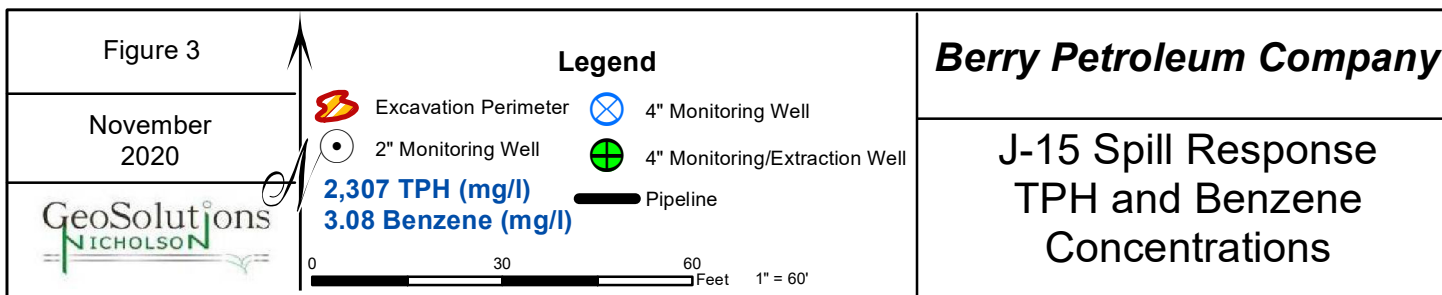 Figure 3
November
2020
GeoSolutions
NICHOLSON
N
Legend
Excavation Perimeter
2" Monitoring Well
2,307 TPH (mg/l)
3.08 Benzene (mg/l)
4" Monitoring Well
4" Monitoring/Extraction Well
Pipeline
0 30 60
Feet 1" = 60'
Berry Petroleum Company
J-15 Spill Response
TPH and Benzene
Concentrations